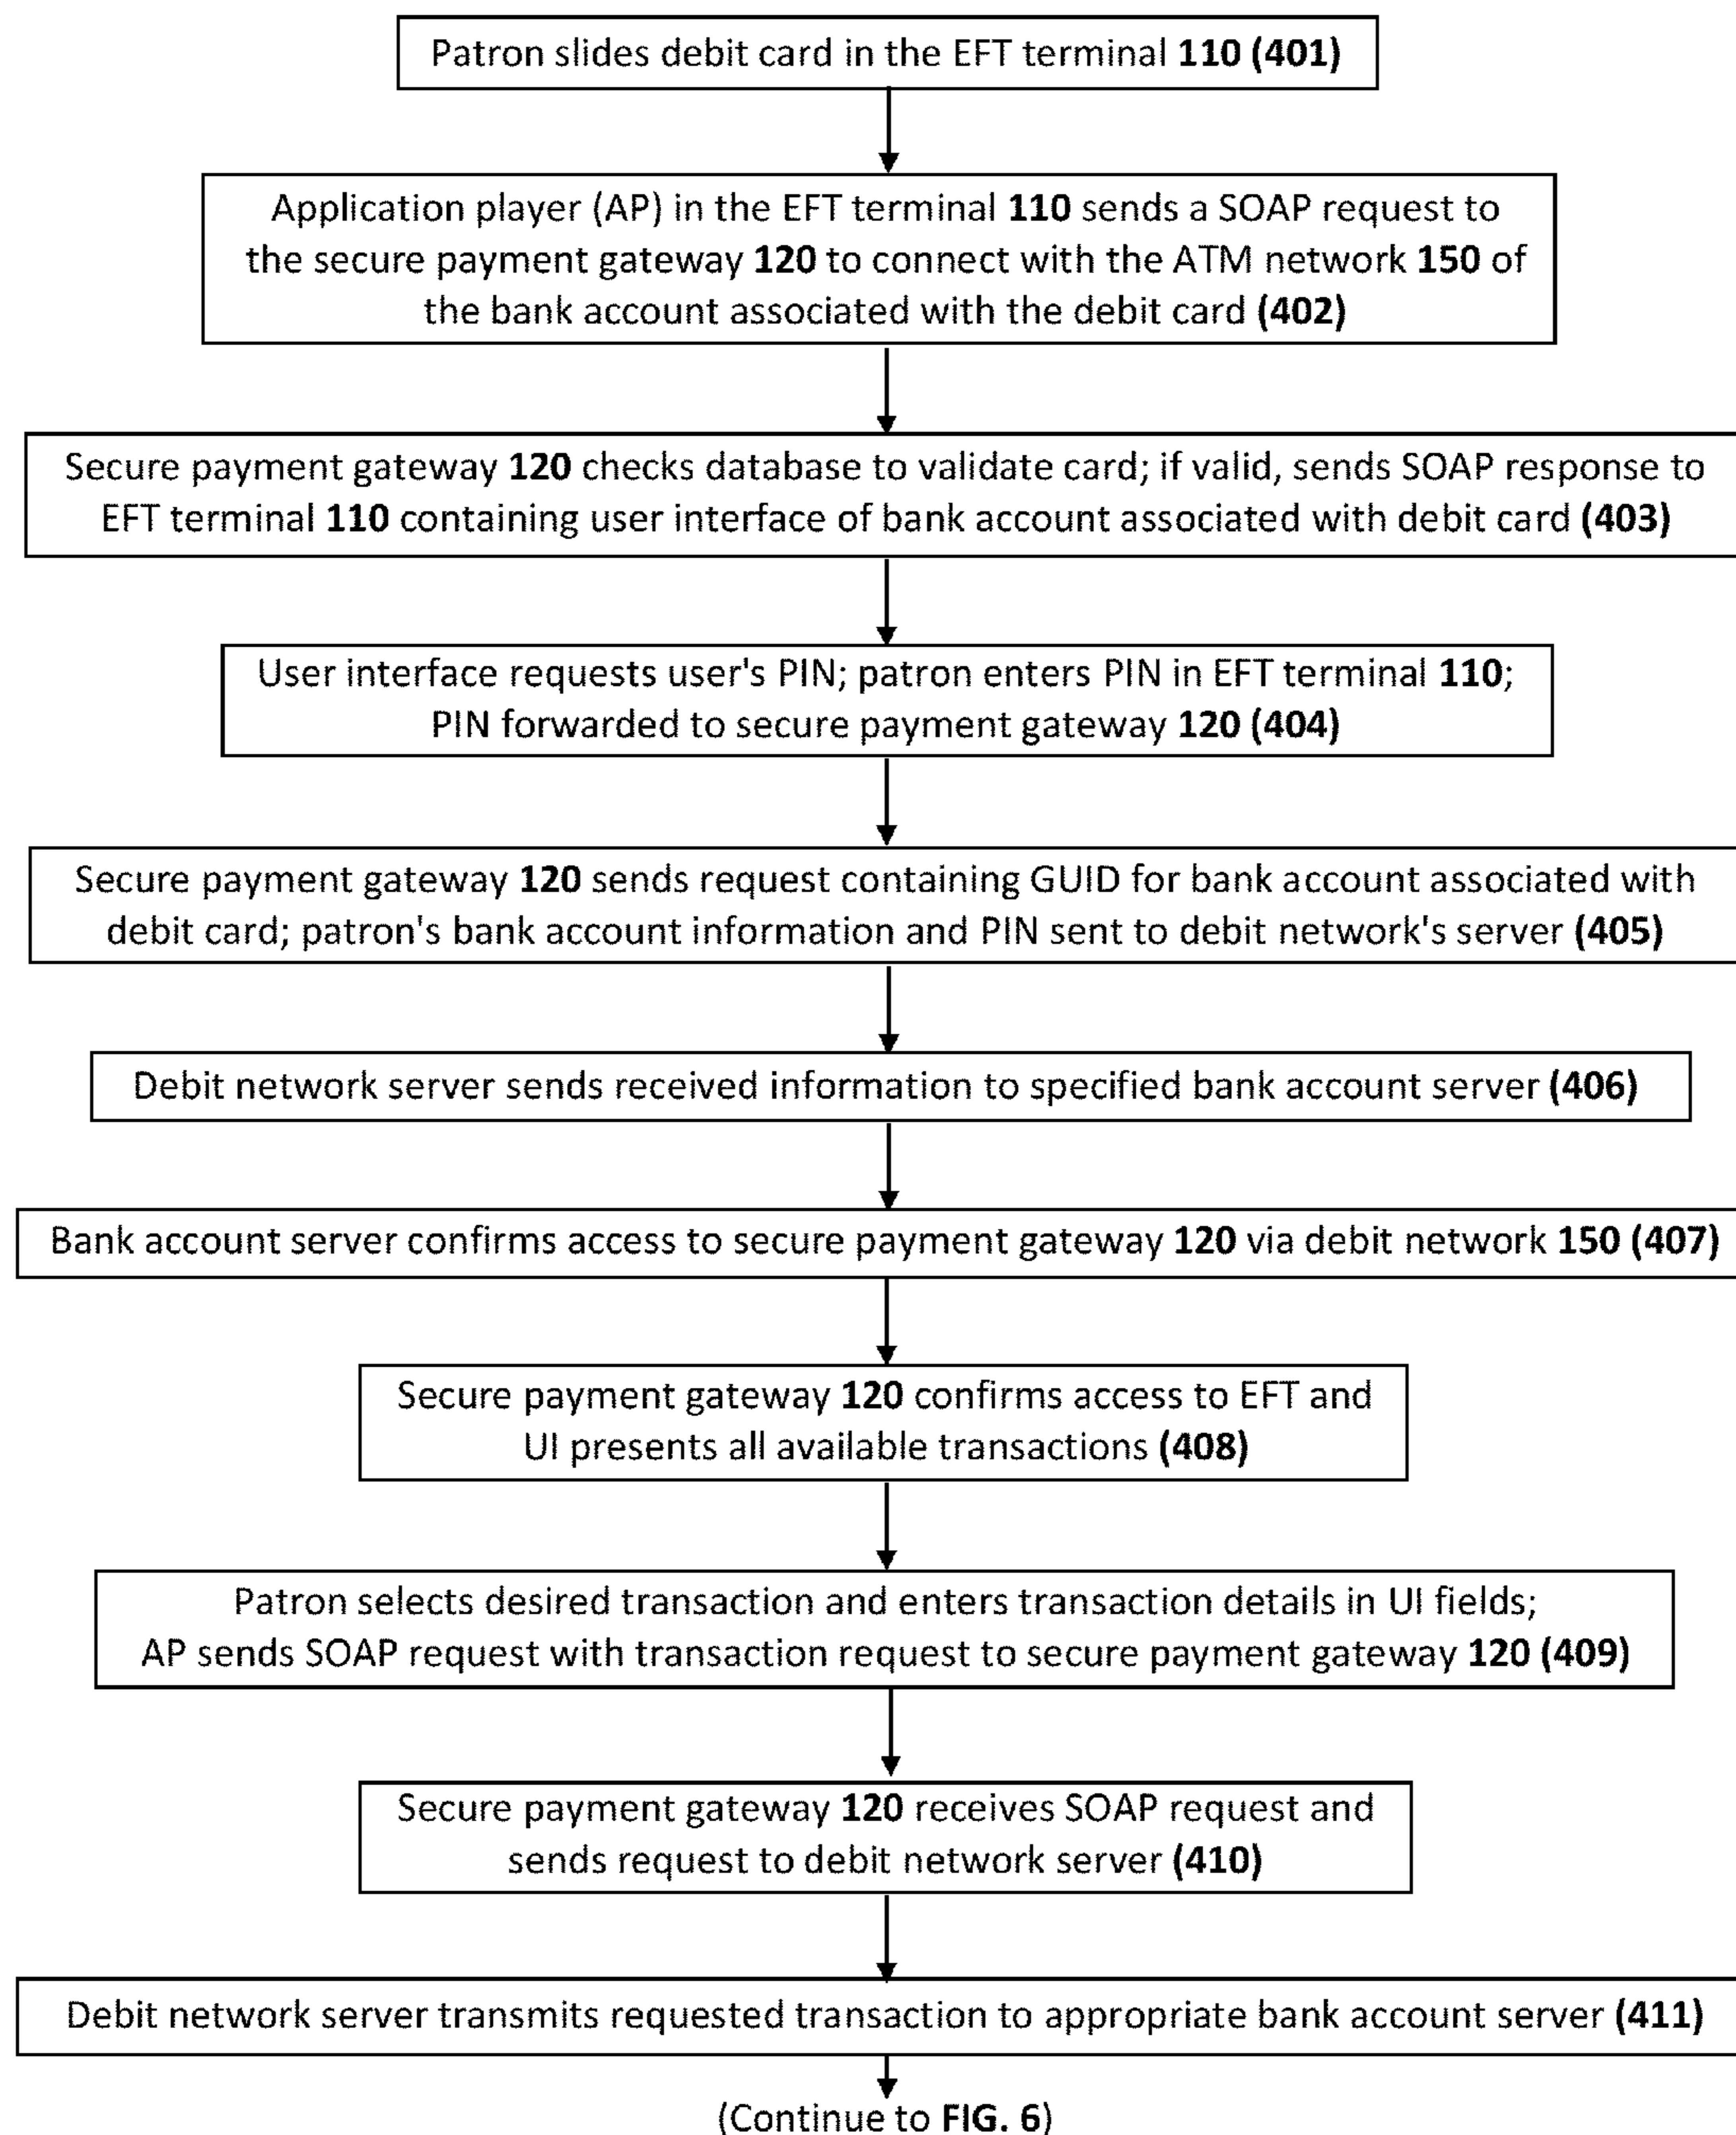 Patron slides debit card in the EFT terminal 110 (401)
Application player (AP) in the EFT terminal 110 sends a SOAP request to
the secure payment gateway 120 to connect with the ATM network 150 of
the bank account associated with the debit card (402)
Secure payment gateway 120 checks database to validate card; if valid, sends SOAP response to
EFT terminal 110 containing user interface of bank account associated with debit card (403)
User interface requests user's PIN; patron enters PIN in EFT terminal 110;
PIN forwarded to secure payment gateway 120 (404)
Secure payment gateway 120 sends request containing GUID for bank account associated with
debit card; patron's bank account information and PIN sent to debit network's server (405)
Debit network server sends received information to specified bank account server (406)
Bank account server confirms access to secure payment gateway 120 via debit network 150 (407)
Secure payment gateway 120 confirms access to EFT and
UI presents all available transactions (408)
Patron selects desired transaction and enters transaction details in UI fields;
AP sends SOAP request with transaction request to secure payment gateway 120 (409)
Secure payment gateway 120 receives SOAP request and
sends request to debit network server (410)
Debit network server transmits requested transaction to appropriate bank account server (411)
(Continue to FIG. 6)